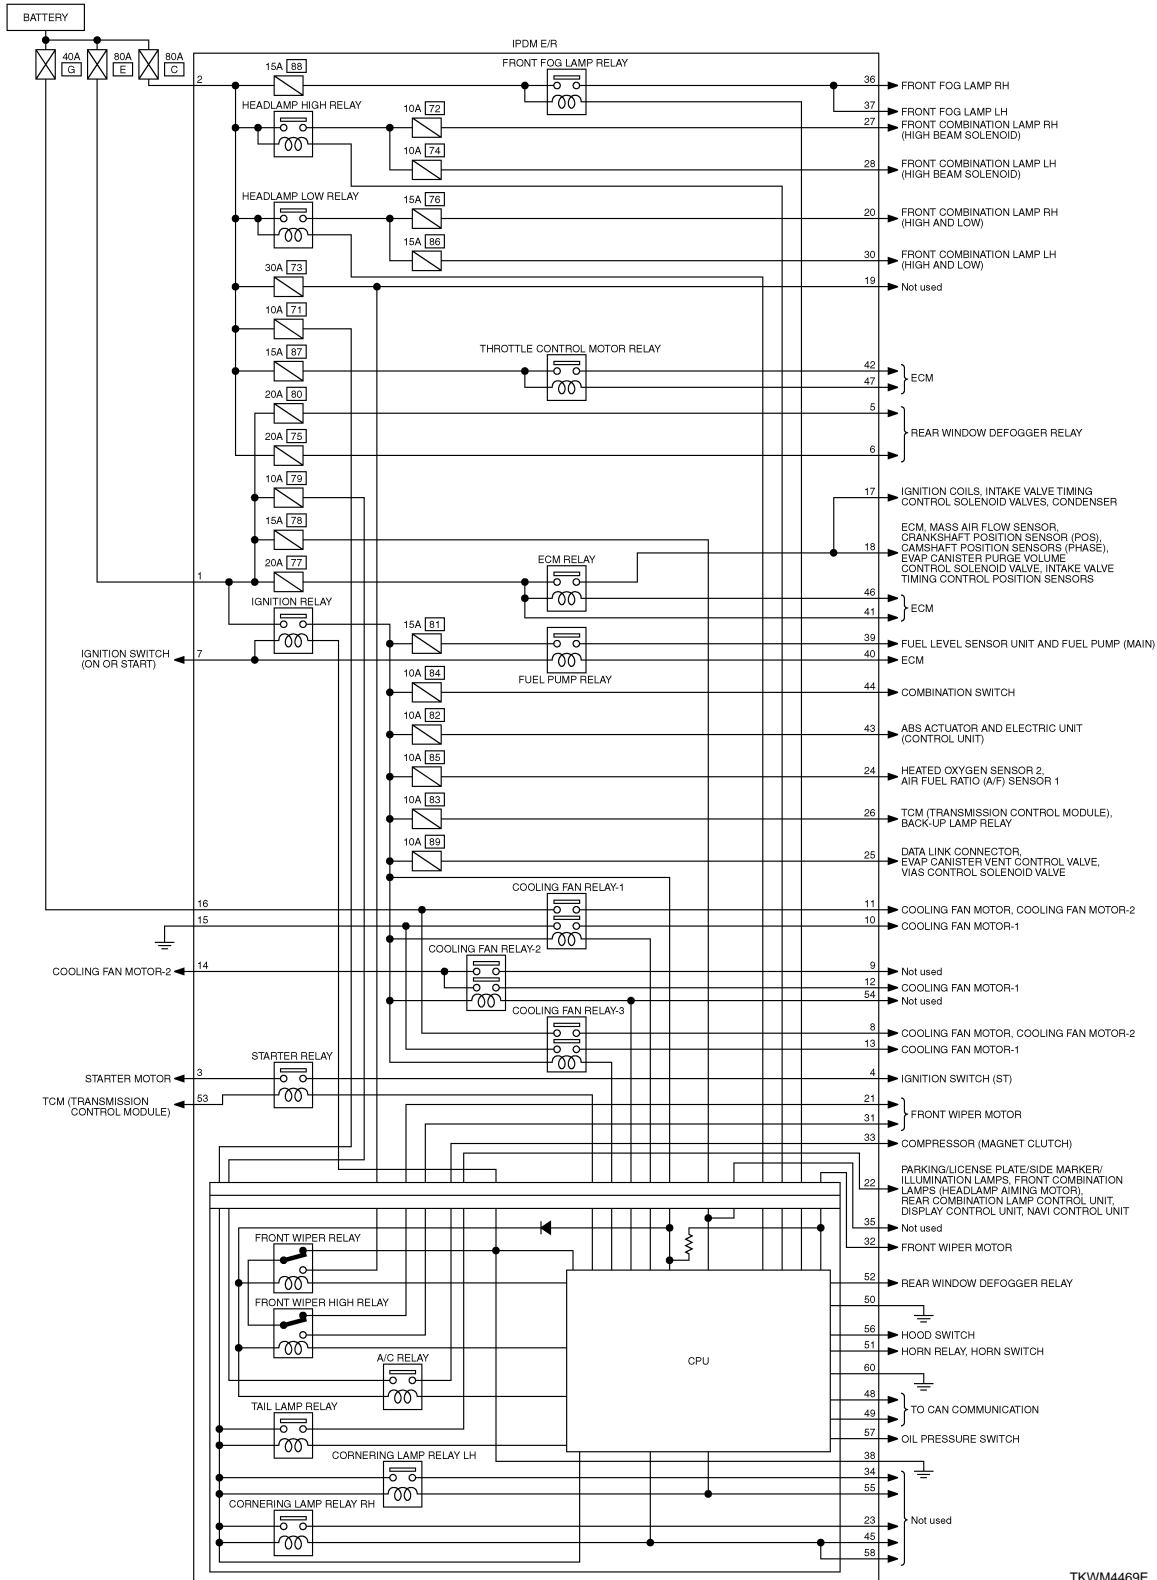 BATTERY
40A
G
80A
E
80A
C
IPDM E/R
2
15A 88
FRONT FOG LAMP RELAY
36
FRONT FOG LAMP RH
37
FRONT FOG LAMP LH
HEADLAMP HIGH RELAY
10A 72
27
FRONT COMBINATION LAMP RH
(HIGH BEAM SOLENOID)
10A 74
28
FRONT COMBINATION LAMP LH
(HIGH BEAM SOLENOID)
HEADLAMP LOW RELAY
15A 76
20
FRONT COMBINATION LAMP RH
(HIGH AND LOW)
15A 86
30
FRONT COMBINATION LAMP LH
(HIGH AND LOW)
30A 73
19
Not used
10A 71
15A 87
THROTTLE CONTROL MOTOR RELAY
42
47
ECM
20A 80
5
20A 75
6
REAR WINDOW DEFOGGER RELAY
10A 79
17
IGNITION COILS, INTAKE VALVE TIMING
CONTROL SOLENOID VALVES, CONDENSER
15A 78
18
ECM, MASS AIR FLOW SENSOR,
CRANKSHAFT POSITION SENSOR (POS),
CAMSHAFT POSITION SENSORS (PHASE),
EVAP CANISTER PURGE VOLUME
CONTROL SOLENOID VALVE, INTAKE VALVE
TIMING CONTROL POSITION SENSORS
1
20A 77
ECM RELAY
46
41
ECM
IGNITION RELAY
15A 81
39
FUEL LEVEL SENSOR UNIT AND FUEL PUMP (MAIN)
IGNITION SWITCH
(ON OR START)
7
40
ECM
FUEL PUMP RELAY
10A 84
44
COMBINATION SWITCH
10A 82
43
ABS ACTUATOR AND ELECTRIC UNIT
(CONTROL UNIT)
10A 85
24
HEATED OXYGEN SENSOR 2,
AIR FUEL RATIO (A/F) SENSOR 1
10A 83
26
TCM (TRANSMISSION CONTROL MODULE),
BACK-UP LAMP RELAY
10A 89
25
DATA LINK CONNECTOR,
EVAP CANISTER VENT CONTROL VALVE,
VIAS CONTROL SOLENOID VALVE
COOLING FAN RELAY-1
16
11
COOLING FAN MOTOR, COOLING FAN MOTOR-2
15
10
COOLING FAN MOTOR-1
COOLING FAN RELAY-2
COOLING FAN MOTOR-2
14
9
Not used
12
COOLING FAN MOTOR-1
54
Not used
COOLING FAN RELAY-3
8
COOLING FAN MOTOR, COOLING FAN MOTOR-2
13
COOLING FAN MOTOR-1
STARTER RELAY
STARTER MOTOR
3
4
IGNITION SWITCH (ST)
TCM (TRANSMISSION
CONTROL MODULE)
53
21
31
FRONT WIPER MOTOR
33
COMPRESSOR (MAGNET CLUTCH)
22
PARKING/LICENSE PLATE/SIDE MARKER/
ILLUMINATION LAMPS, FRONT COMBINATION
LAMPS (HEADLAMP AIMING MOTOR),
REAR COMBINATION LAMP CONTROL UNIT,
DISPLAY CONTROL UNIT, NAVI CONTROL UNIT
35
Not used
32
FRONT WIPER MOTOR
FRONT WIPER RELAY
52
REAR WINDOW DEFOGGER RELAY
50
FRONT WIPER HIGH RELAY
56
HOOD SWITCH
51
HORN RELAY, HORN SWITCH
CPU
A/C RELAY
60
48
49
TO CAN COMMUNICATION
TAIL LAMP RELAY
57
OIL PRESSURE SWITCH
CORNERING LAMP RELAY LH
38
34
55
CORNERING LAMP RELAY RH
23
45
58
Not used
TKWM4469E